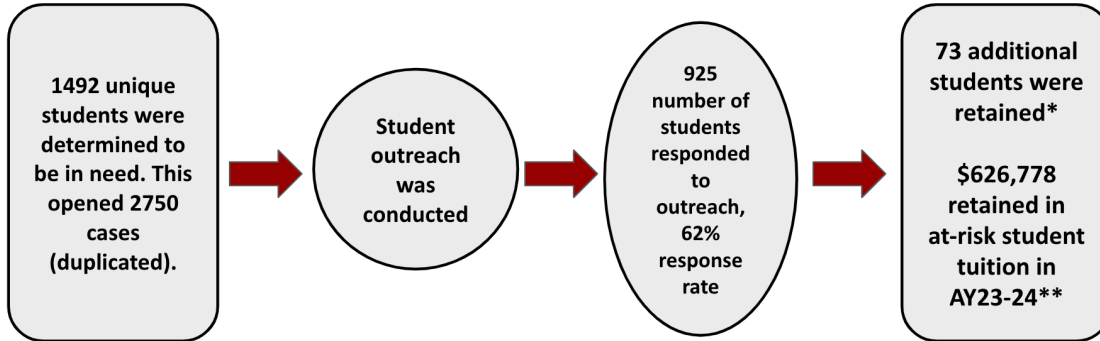 1492 unique
students were
determined to
be in need. This
opened 2750
cases
(duplicated).
Student
outreach
was
conducted
925
number of
students
responded
to
outreach,
62%
response
rate
73 additional
students were
retained*
$626,778
retained in
at-risk student
tuition in
AY23-24**